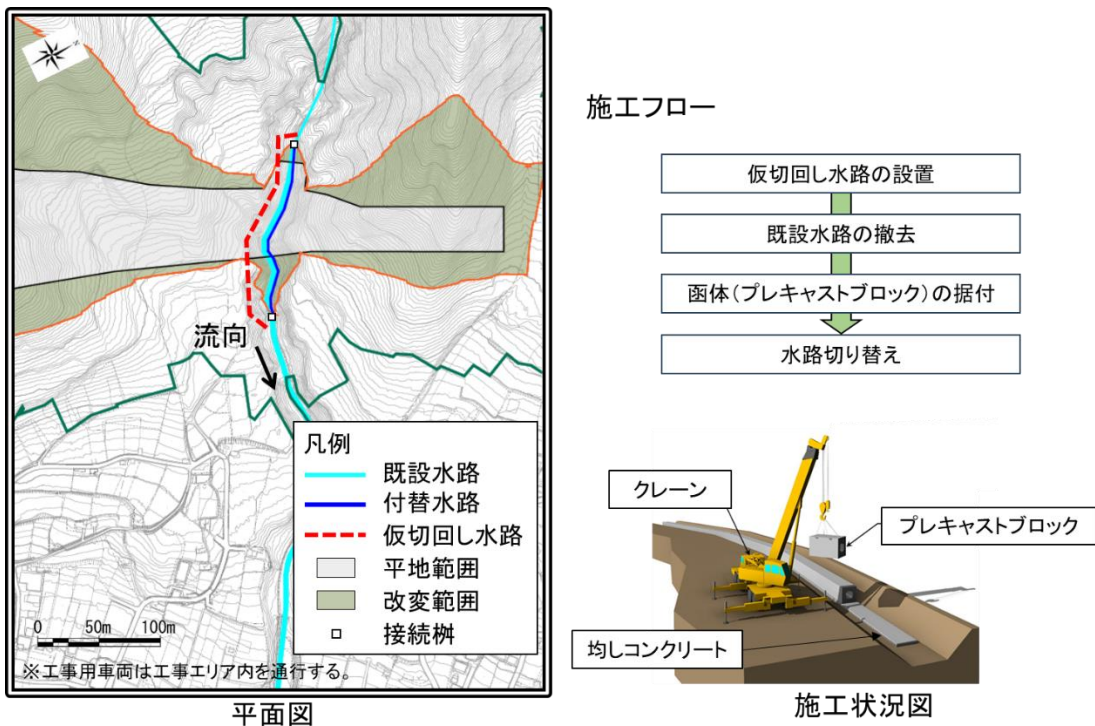 流向
凡例
既設水路
付替水路
仮切回し水路
平地範囲
改変範囲
接続桝
0 50m 100m
※工事用車両は工事エリア内を通行する。
平面図
施工フロー
仮切回し水路の設置
既設水路の撤去
函体(プレキャストブロック)の据付
水路切り替え
クレーン
プレキャストブロック
均しコンクリート
施工状況図